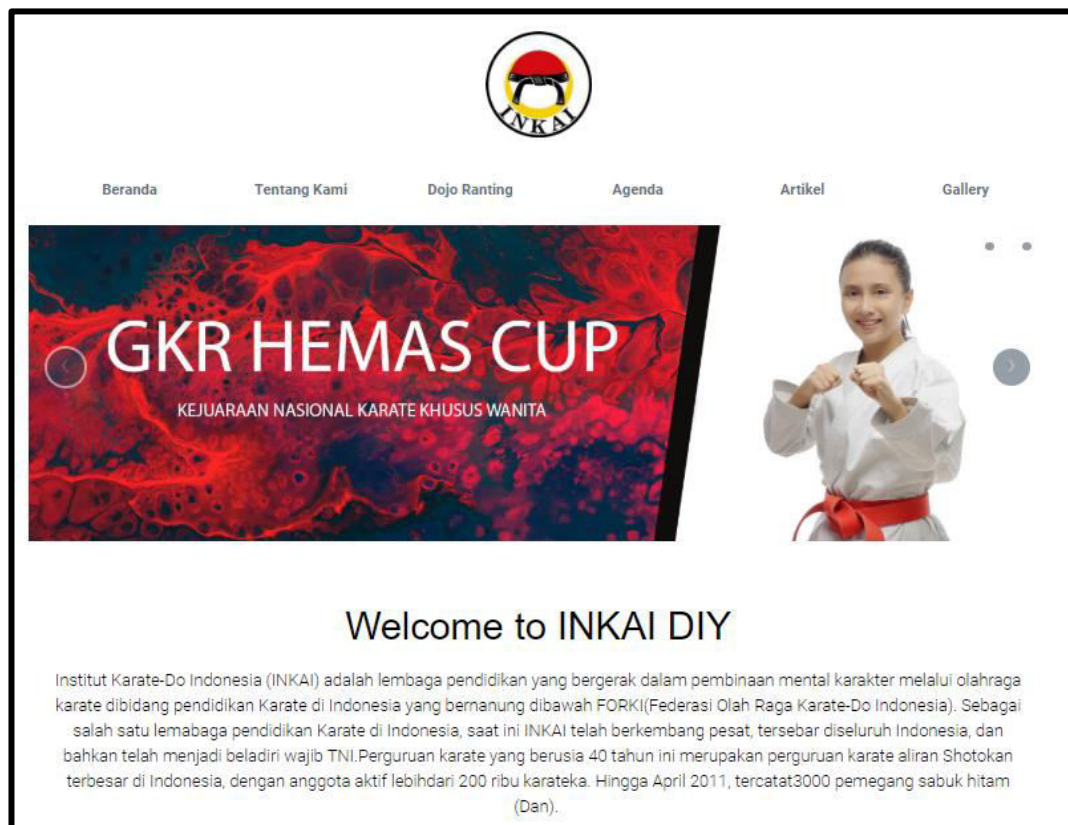 INKAI
Beranda Tentang Kami Dojo Ranting Agenda Artikel Gallery
GKR HEMAS CUP
KEJUARAAN NASIONAL KARATE KHUSUS WANITA
Welcome to INKAI DIY
Institut Karate-Do Indonesia (INKAI) adalah lembaga pendidikan yang bergerak dalam pembinaan mental karakter melalui olahraga
karate dibidang pendidikan Karate di Indonesia yang bernanung dibawah FORKI(Federasi Olah Raga Karate-Do Indonesia). Sebagai
salah satu lemabaga pendidikan Karate di Indonesia, saat ini INKAI telah berkembang pesat, tersebar diseluruh Indonesia, dan
bahkan telah menjadi beladiri wajib TNI.Perguruan karate yang berusia 40 tahun ini merupakan perguruan karate aliran Shotokan
terbesar di Indonesia, dengan anggota aktif lebihdari 200 ribu karateka. Hingga April 2011, tercatat3000 pemegang sabuk hitam
(Dan).